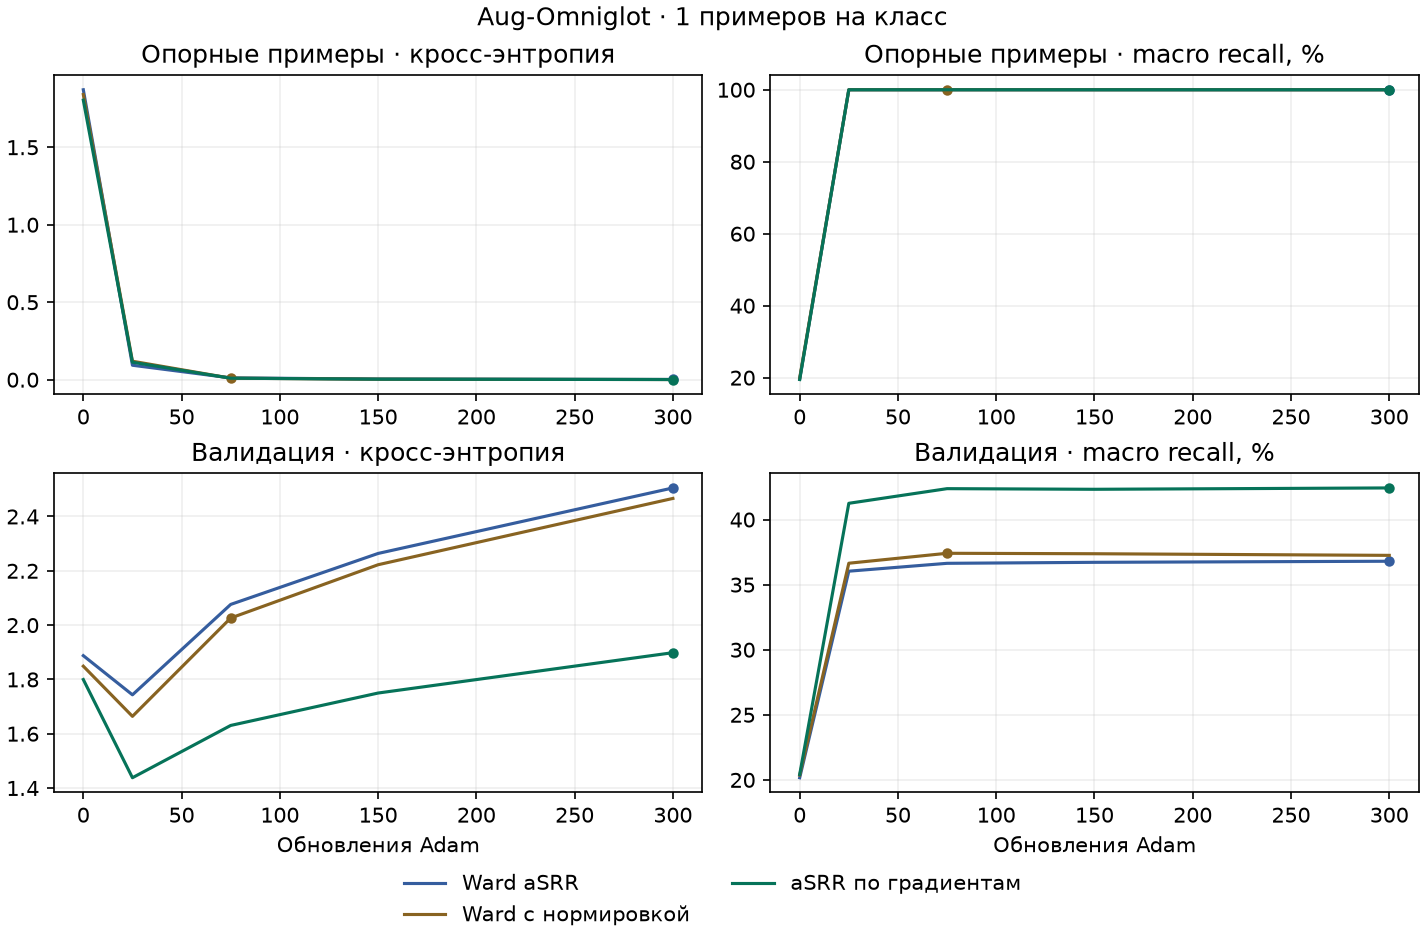 Aug-Omniglot · 1 примеров на класс
Опорные примеры · кросс-энтропия
1.5
1.0
0.5
0.0
0 50 100 150 200 250 300
Опорные примеры · macro recall, %
100
80
60
40
20
0 50 100 150 200 250 300
Валидация · кросс-энтропия
2.4
2.2
2.0
1.8
1.6
1.4
0 50 100 150 200 250 300
Обновления Adam
Валидация · macro recall, %
40
35
30
25
20
0 50 100 150 200 250 300
Обновления Adam
Ward aSRR
Ward с нормировкой
aSRR по градиентам